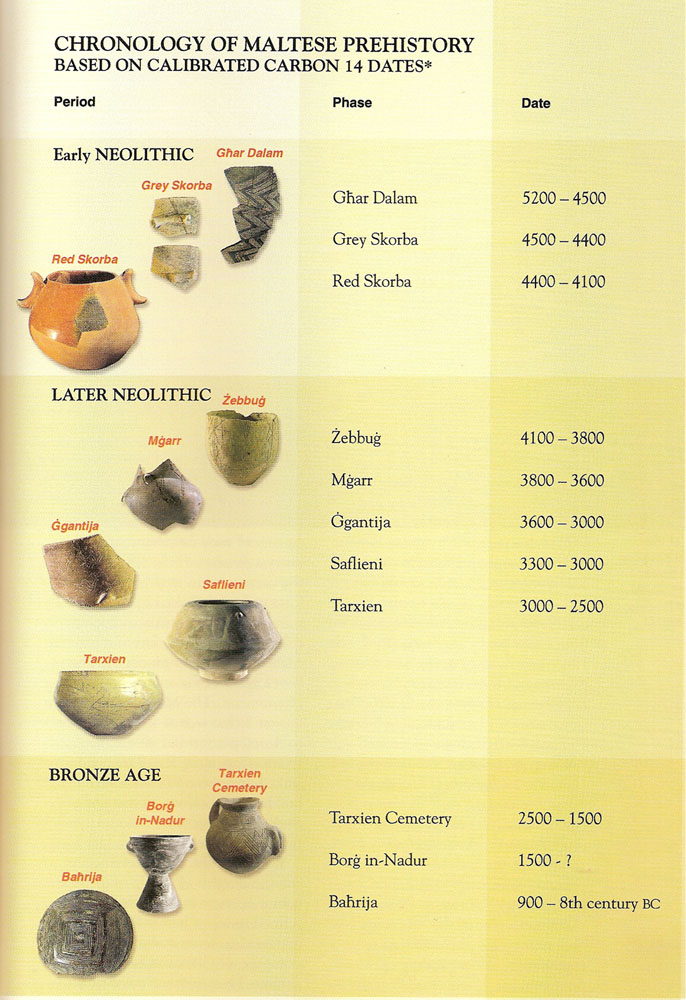 CHRONOLOGY OF MALTESE PREHISTORY
BASED ON CALIBRATED CARBON 14 DATES*
Period Phase Date
Early NEOLITHIC
Għar Dalam
Grey Skorba
Red Skorba
Għar Dalam 5200 – 4500
Grey Skorba 4500 – 4400
Red Skorba 4400 – 4100
LATER NEOLITHIC
Żebbuġ
Mġarr
Ġgantija
Saflieni
Tarxien
Żebbuġ 4100 – 3800
Mġarr 3800 – 3600
Ġgantija 3600 – 3000
Saflieni 3300 – 3000
Tarxien 3000 – 2500
BRONZE AGE
Tarxien
Cemetery
Borġ
in-Nadur
Baħrija
Tarxien Cemetery 2500 – 1500
Borġ in-Nadur 1500 - ?
Baħrija 900 – 8th century BC